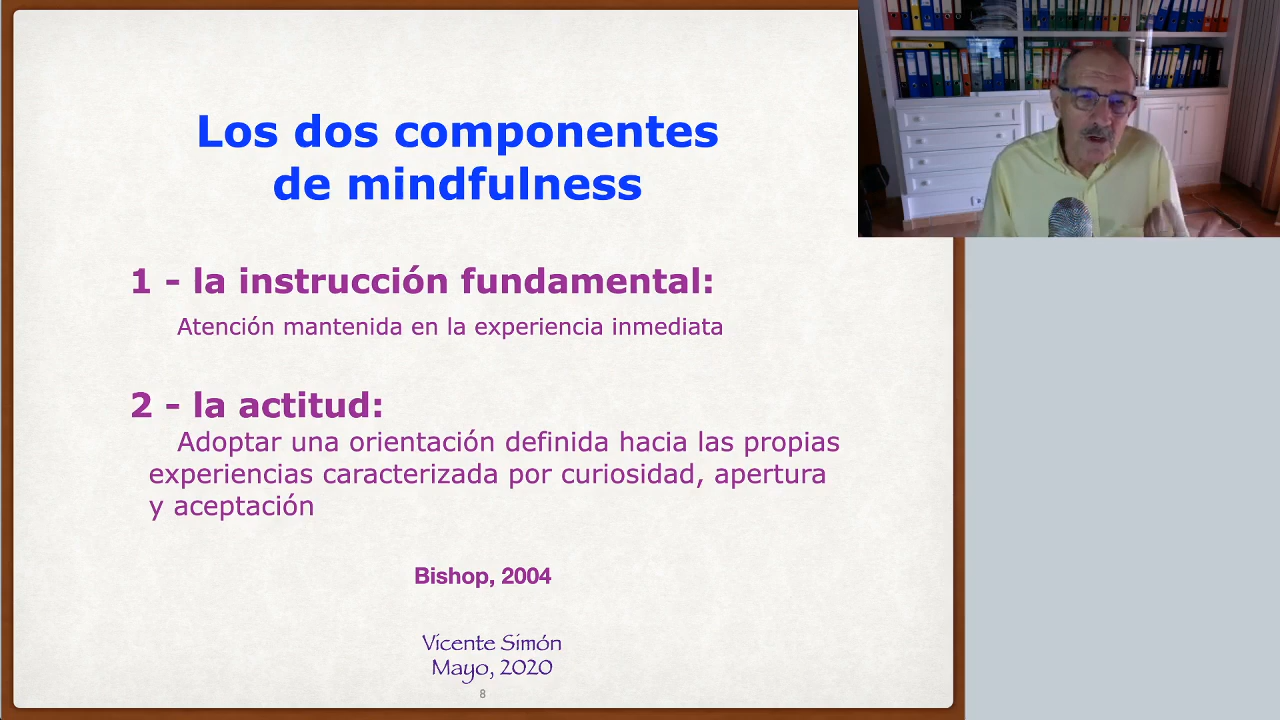 Los dos componentes
de mindfulness
1 - la instrucción fundamental:
Atención mantenida en la experiencia inmediata
2 - la actitud:
Adoptar una orientación definida hacia las propias
experiencias caracterizada por curiosidad, apertura
y aceptación
Bishop, 2004
Vicente Simón
Mayo, 2020
8